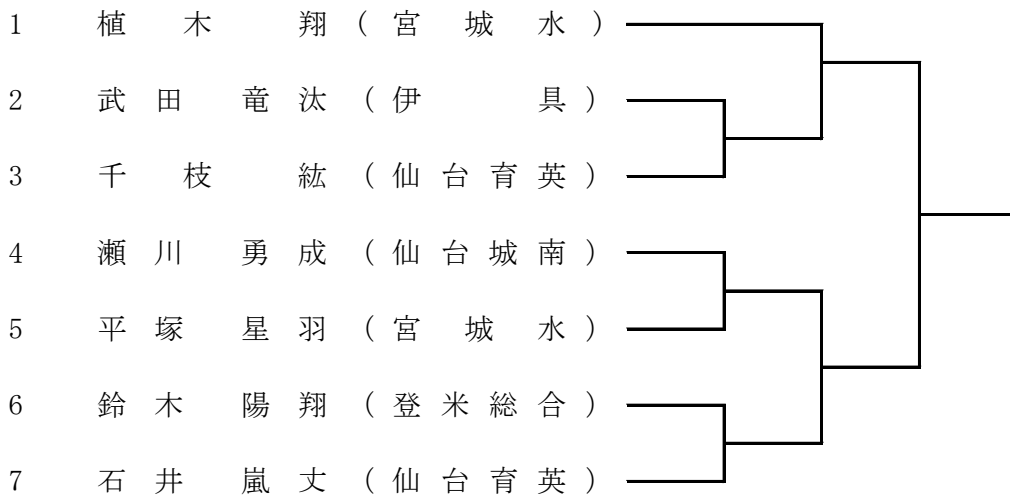 1 植木 翔 (宮城水)
2 武田 竜汰 (伊具)
3 千枝 紘 (仙台育英)
4 瀬川 勇成 (仙台城南)
5 平塚 星羽 (宮城水)
6 鈴木 陽翔 (登米総合)
7 石井 嵐丈 (仙台育英)